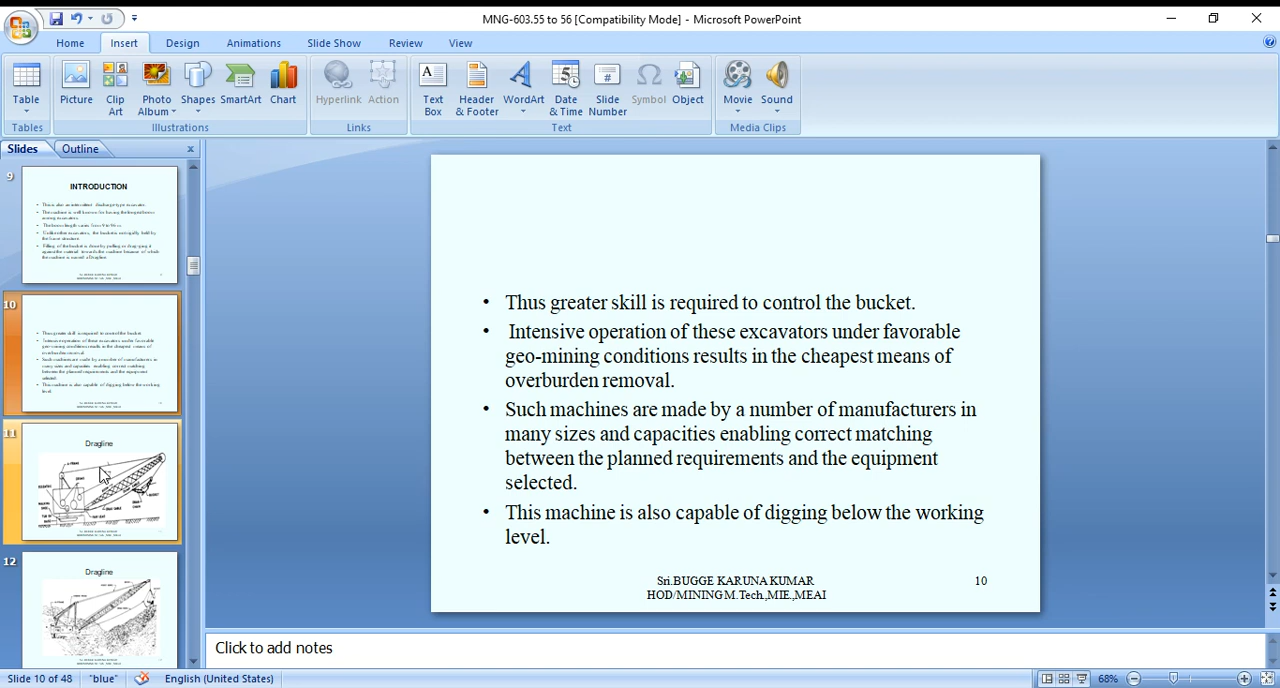 MNG-603.55 to 56 [Compatibility Mode] - Microsoft PowerPoint
Home Insert Design Animations Slide Show Review View
Table Picture Clip Art Photo Album Shapes SmartArt Chart Hyperlink Action Text Box Header & Footer WordArt Date & Time Slide Number Symbol Object Movie Sound
Tables Illustrations Links Text Media Clips
Slides Outline x
9
INTRODUCTION
10
11
Dragline
12
Dragline
• Thus greater skill is required to control the bucket.
• Intensive operation of these excavators under favorable
geo-mining conditions results in the cheapest means of
overburden removal.
• Such machines are made by a number of manufacturers in
many sizes and capacities enabling correct matching
between the planned requirements and the equipment
selected.
• This machine is also capable of digging below the working
level.
Sri.BUGGE KARUNA KUMAR
HOD/MINING M.Tech.,MIE.,MEAI
10
Click to add notes
Slide 10 of 48 "blue" English (United States) 68%